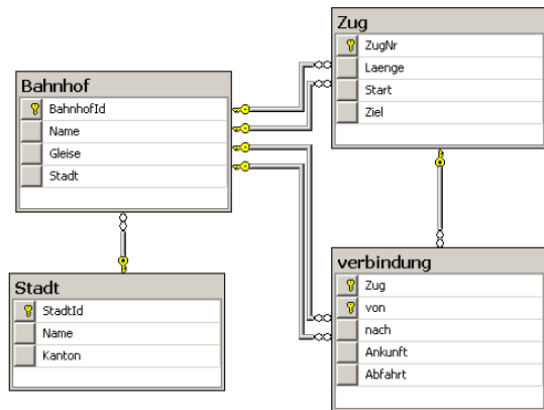 Bahnhof
BahnhofId
Name
Gleise
Stadt
Stadt
StadtId
Name
Kanton
Zug
ZugNr
Laenge
Start
Ziel
verbindung
Zug
von
nach
Ankunft
Abfahrt